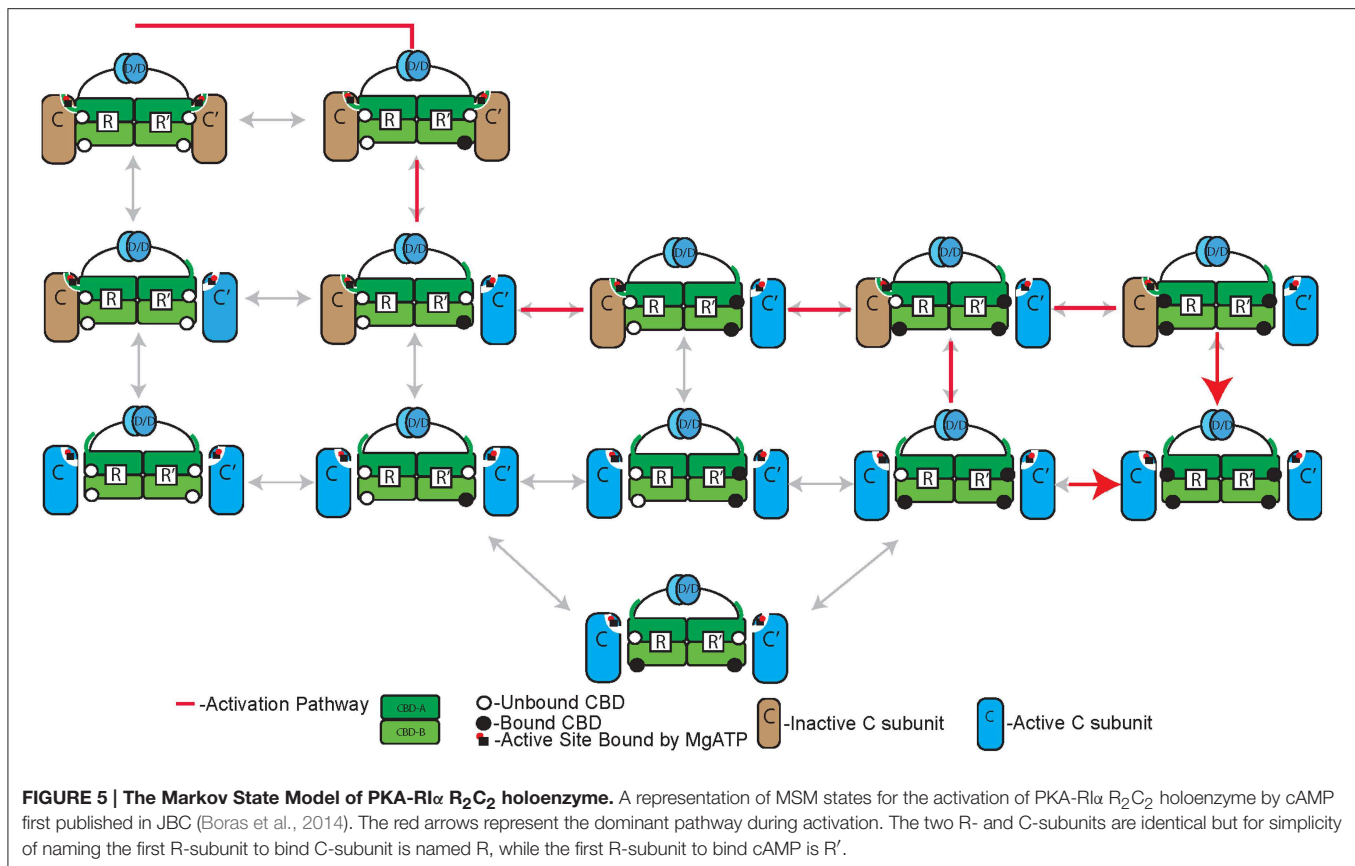 D/D D/D
C R R′ C′ C R R′ C′
D/D D/D D/D D/D D/D
C R R′ C′ C R R′ C′ C R R′ C′ C R R′ C′ C R R′ C′
D/D D/D D/D D/D D/D
C R R′ C′ C R R′ C′ C R R′ C′ C R R′ C′ C R R′ C′
D/D
C R R′ C′
-Activation Pathway
CBD-A
CBD-B
-Unbound CBD
-Bound CBD
-Active Site Bound by MgATP
C -Inactive C subunit
C -Active C subunit
FIGURE 5 | The Markov State Model of PKA-RIα R₂C₂ holoenzyme. A representation of MSM states for the activation of PKA-RIα R₂C₂ holoenzyme by cAMP
first published in JBC (Boras et al., 2014). The red arrows represent the dominant pathway during activation. The two R- and C-subunits are identical but for simplicity
of naming the first R-subunit to bind C-subunit is named R, while the first R-subunit to bind cAMP is R′.